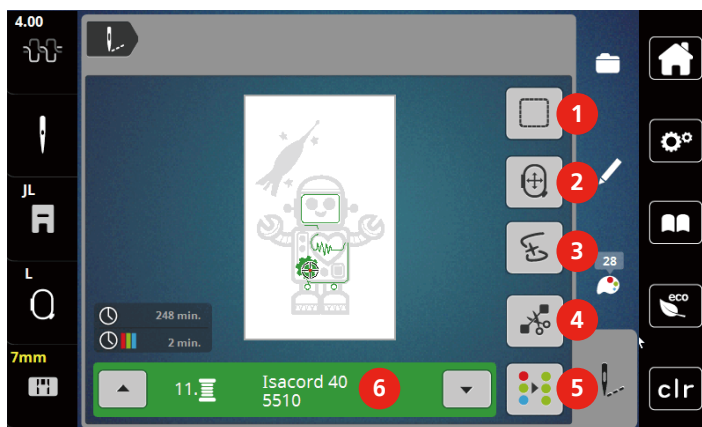 4.00
JL
L
7mm
1
2
3
28
4
248 min.
2 min.
eco
11.
Isacord 40
5510
6
5
clr